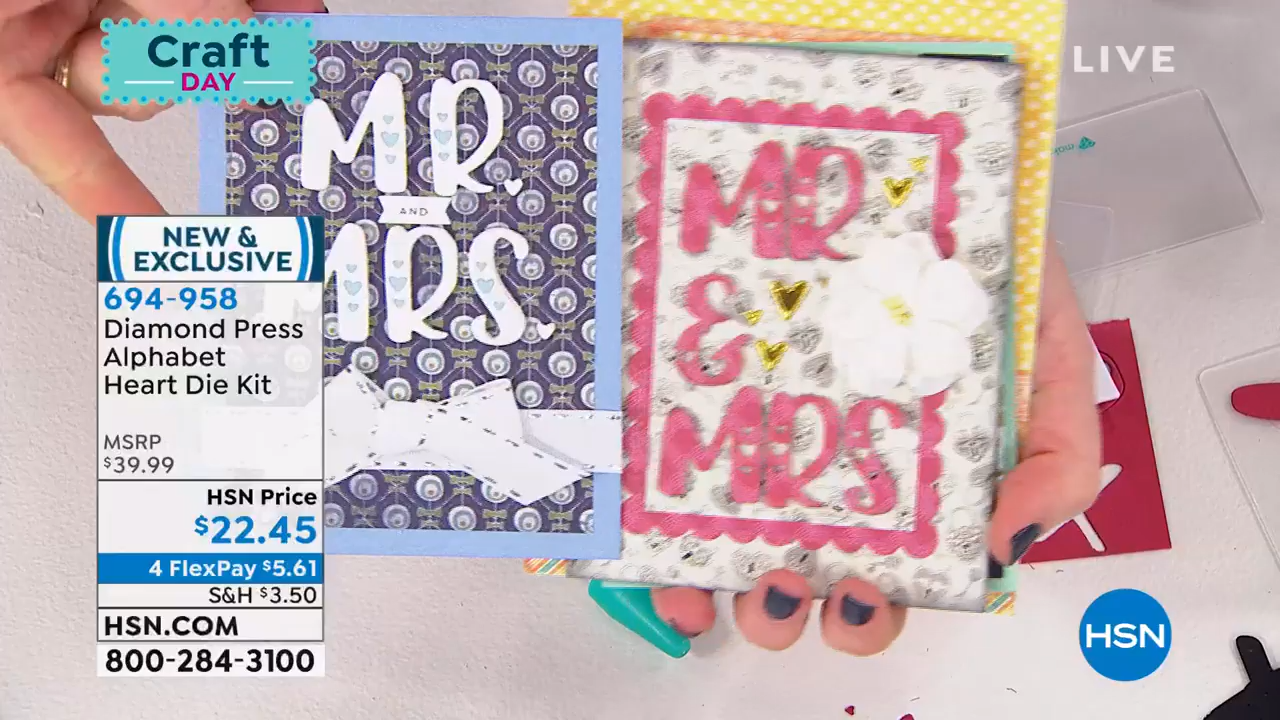 Craft
DAY
LIVE
MR.
AND
MRS.
MR
&
MRS
NEW &
EXCLUSIVE
694-958
Diamond Press
Alphabet
Heart Die Kit
MSRP
$39.99
HSN Price
$22.45
4 FlexPay $5.61
S&H $3.50
HSN.COM
800-284-3100
HSN